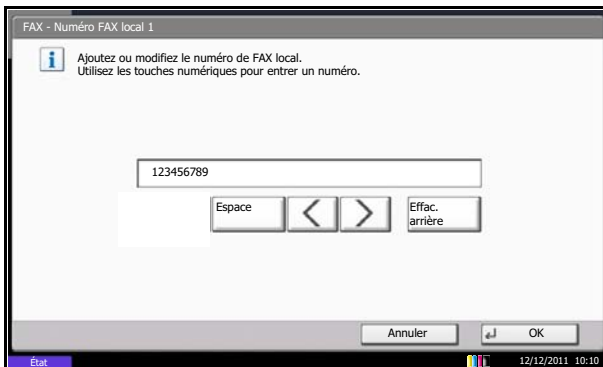 FAX - Numéro FAX local 1
Ajoutez ou modifiez le numéro de FAX local.
Utilisez les touches numériques pour entrer un numéro.
123456789
Espace
Effac.
arrière
Annuler
OK
État
12/12/2011 10:10